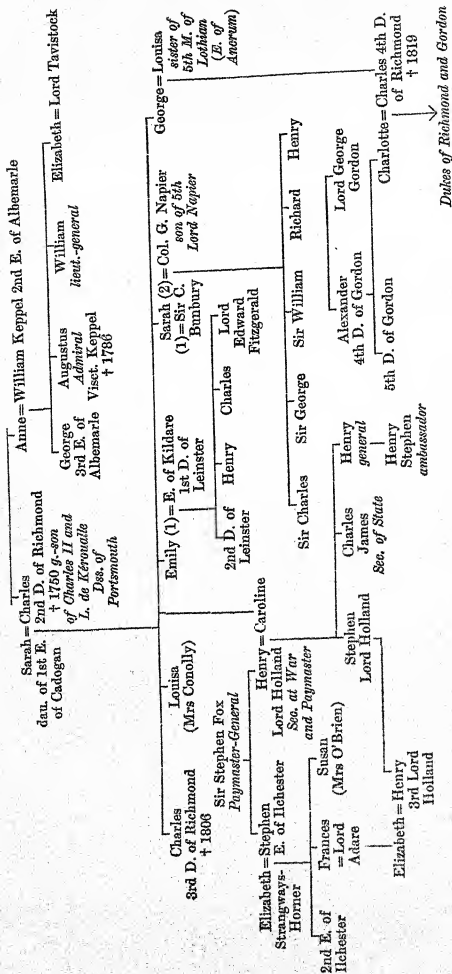 Sarah = Charles
dau. of 1st E. 2nd D. of Richmond
of Cadogan † 1750 g.-son
of Charles II and
L. de Kéroualle
Dss. of
Portsmouth
Anne = William Keppel 2nd E. of Albemarle
George
3rd E. of
Albemarle
Augustus
Admiral
Visct. Keppel
† 1786
William
lieut.-general
Elizabeth = Lord Tavistock
Charles
3rd D. of Richmond
† 1806
Louisa
(Mrs Conolly)
Emily (1) = E. of Kildare
1st D. of
Leinster
Sarah (2) = Col. G. Napier
son of 5th
Lord Napier
(1) = Sir C.
Bunbury
George = Louisa
sister of
5th M. of
Lothian
(E. of
Ancrum)
Sir Stephen Fox
Paymaster-General
2nd D. of
Leinster
Henry
Charles
Lord
Edward
Fitzgerald
Elizabeth = Stephen
Strangways- E. of Ilchester
Horner
Henry = Caroline
Lord Holland
Sec. at War
and Paymaster
Sir Charles
Sir George
Sir William
Richard
Henry
2nd E. of
Ilchester
Frances
= Lord
Adare
Susan
(Mrs O'Brien)
Stephen
Lord Holland
Charles
James
Sec. of State
Henry
general
Henry
Stephen
ambassador
Alexander
4th D. of Gordon
Lord George
Gordon
Elizabeth = Henry
3rd Lord
Holland
5th D. of Gordon
Charlotte = Charles 4th D.
of Richmond
† 1819
Dukes of Richmond and Gordon